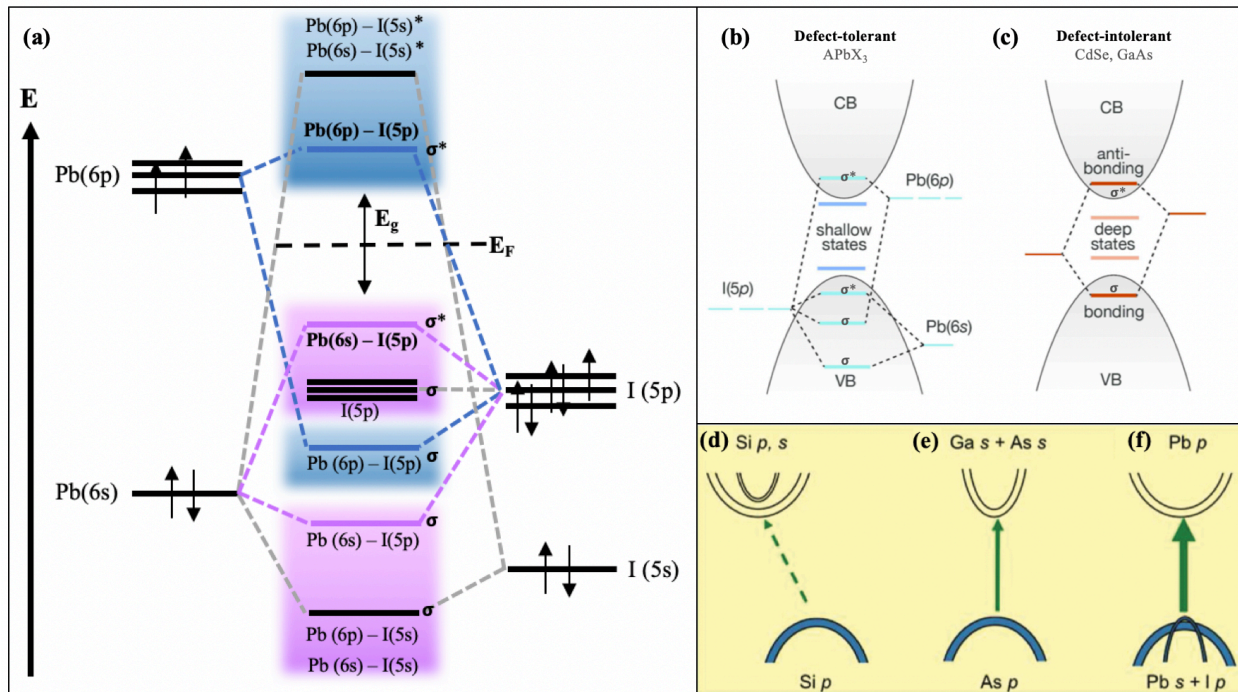 (a)
E
Pb(6p) – I(5s)*
Pb(6s) – I(5s)*
Pb(6p) – I(5p)
σ*
Pb(6p)
E_g
E_F
σ*
Pb(6s) – I(5p)
σ
I(5p)
I (5p)
Pb (6p) – I(5p)
σ
Pb(6s)
σ
Pb (6s) – I(5p)
I (5s)
σ
Pb (6p) – I(5s)
Pb (6s) – I(5s)
(b)
Defect-tolerant
APbX₃
CB
σ*
Pb(6p)
shallow
states
I(5p)
σ*
σ
Pb(6s)
σ
VB
(c)
Defect-intolerant
CdSe, GaAs
CB
anti-
bonding
σ*
deep
states
σ
bonding
VB
(d)
Si p, s
Si p
(e)
Ga s + As s
As p
(f)
Pb p
Pb s + I p